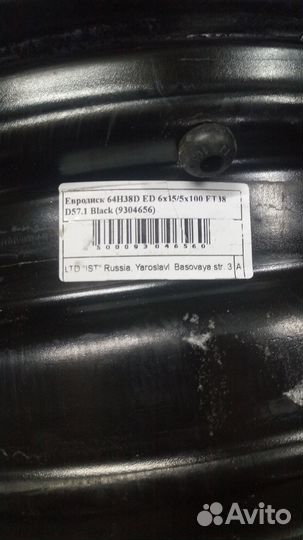 Евродиск 64H38D ED 6x15/5x100 ET38
D57.1 Black (9304656)
5000093046560
LTD "IST" Russia, Yaroslavl Basovaya str. 3 A
Avito